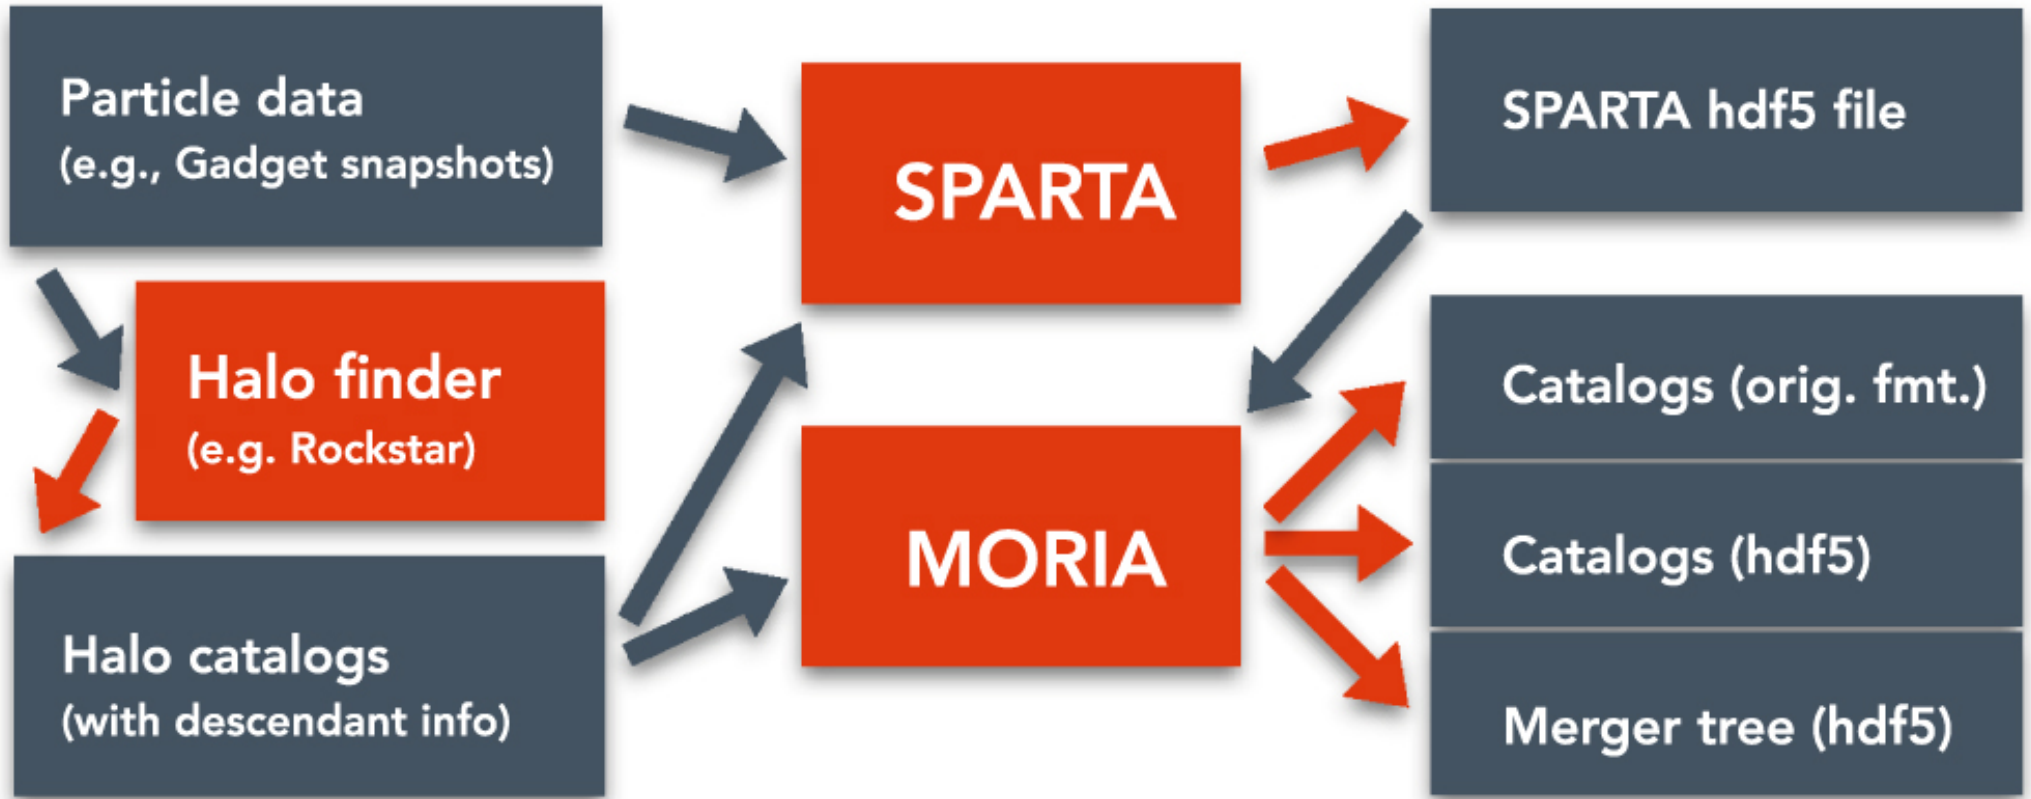 Particle data
(e.g., Gadget snapshots)
Halo finder
(e.g. Rockstar)
Halo catalogs
(with descendant info)
SPARTA
MORIA
SPARTA hdf5 file
Catalogs (orig. fmt.)
Catalogs (hdf5)
Merger tree (hdf5)